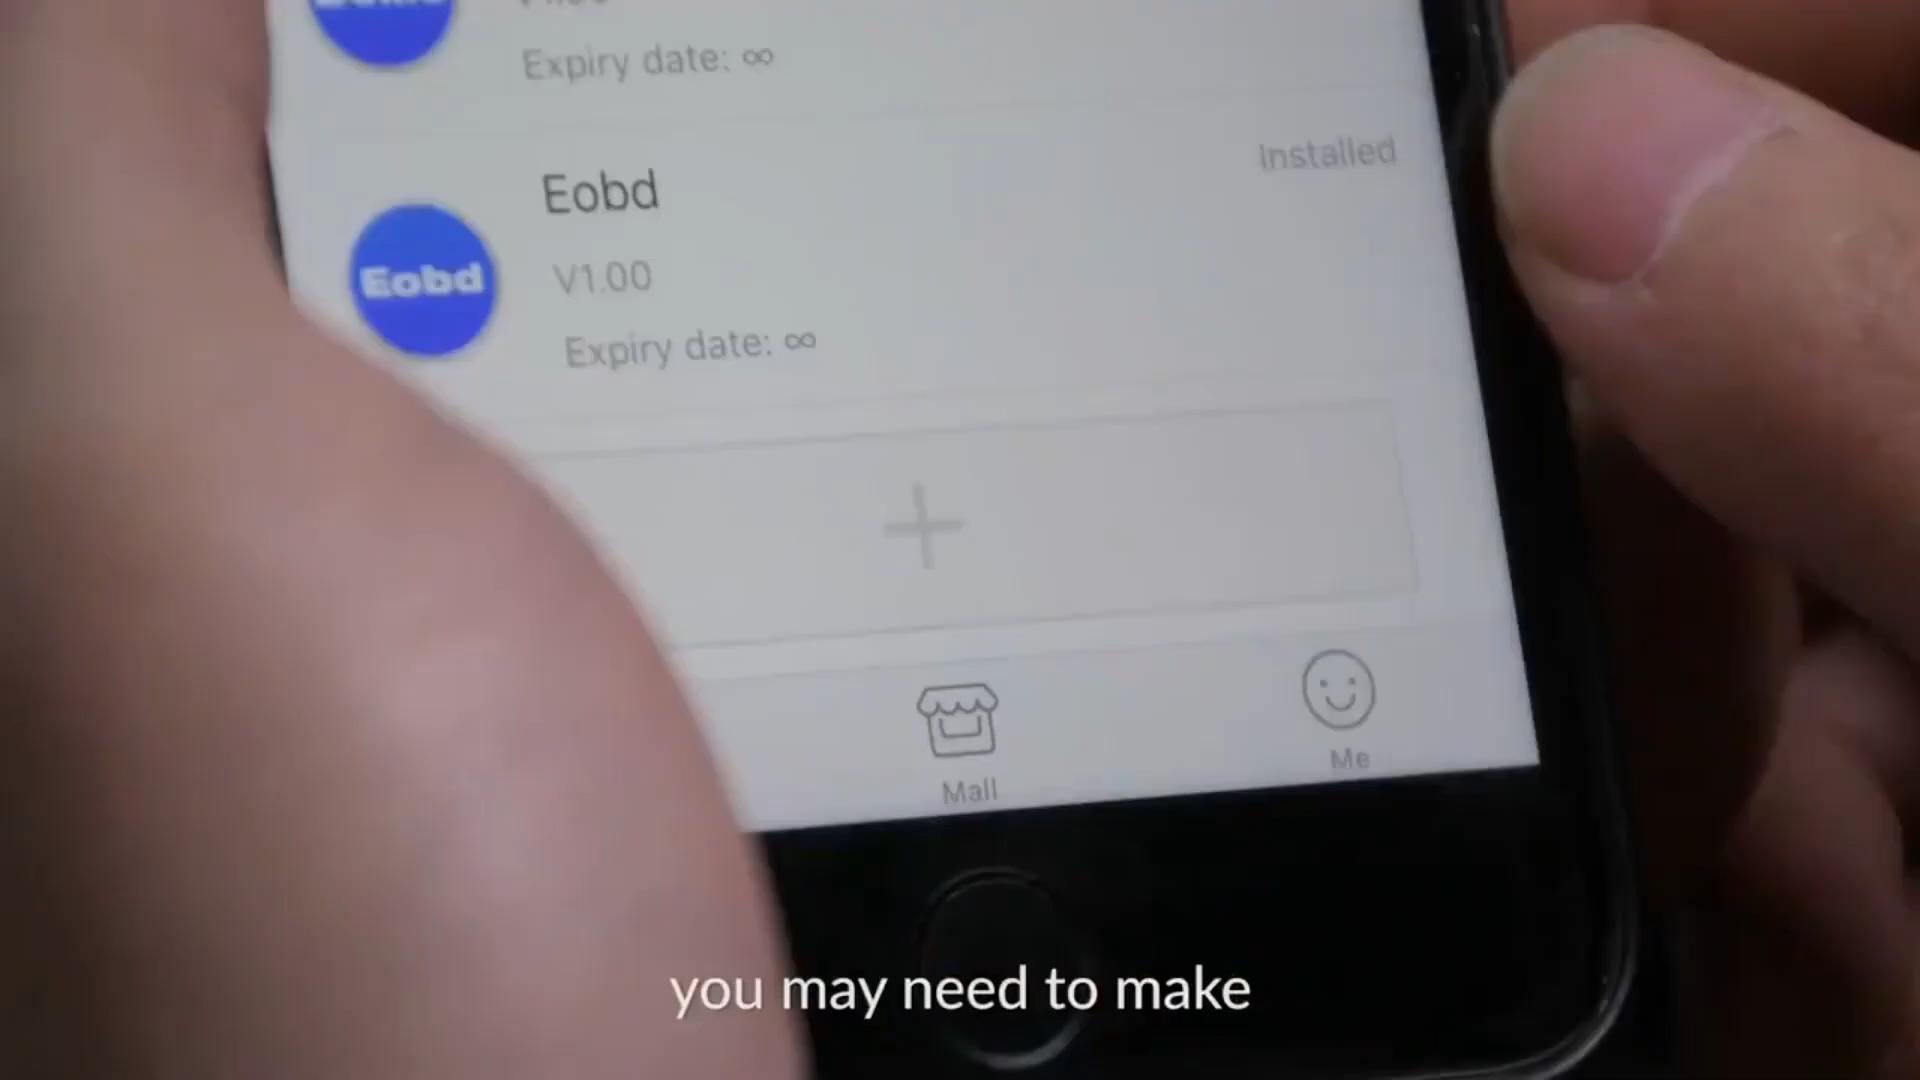 Expiry date: ∞
Eobd
Installed
Eobd
V1.00
Expiry date: ∞
Mall
Me
you may need to make